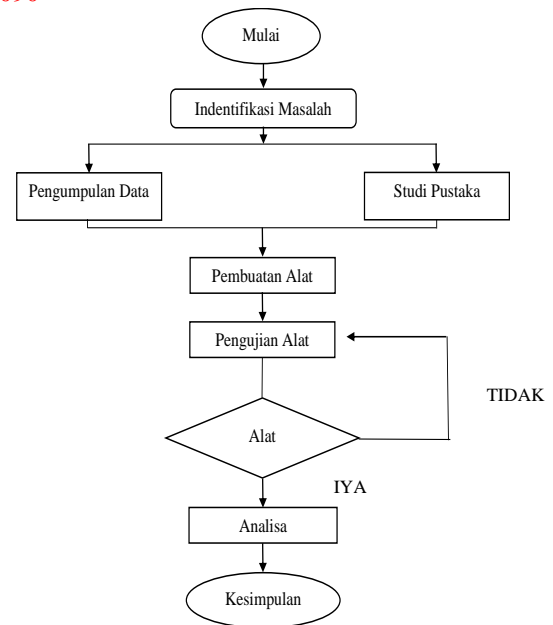 Mulai
Indentifikasi Masalah
Pengumpulan Data
Studi Pustaka
Pembuatan Alat
Pengujian Alat
TIDAK
Alat
IYA
Analisa
Kesimpulan